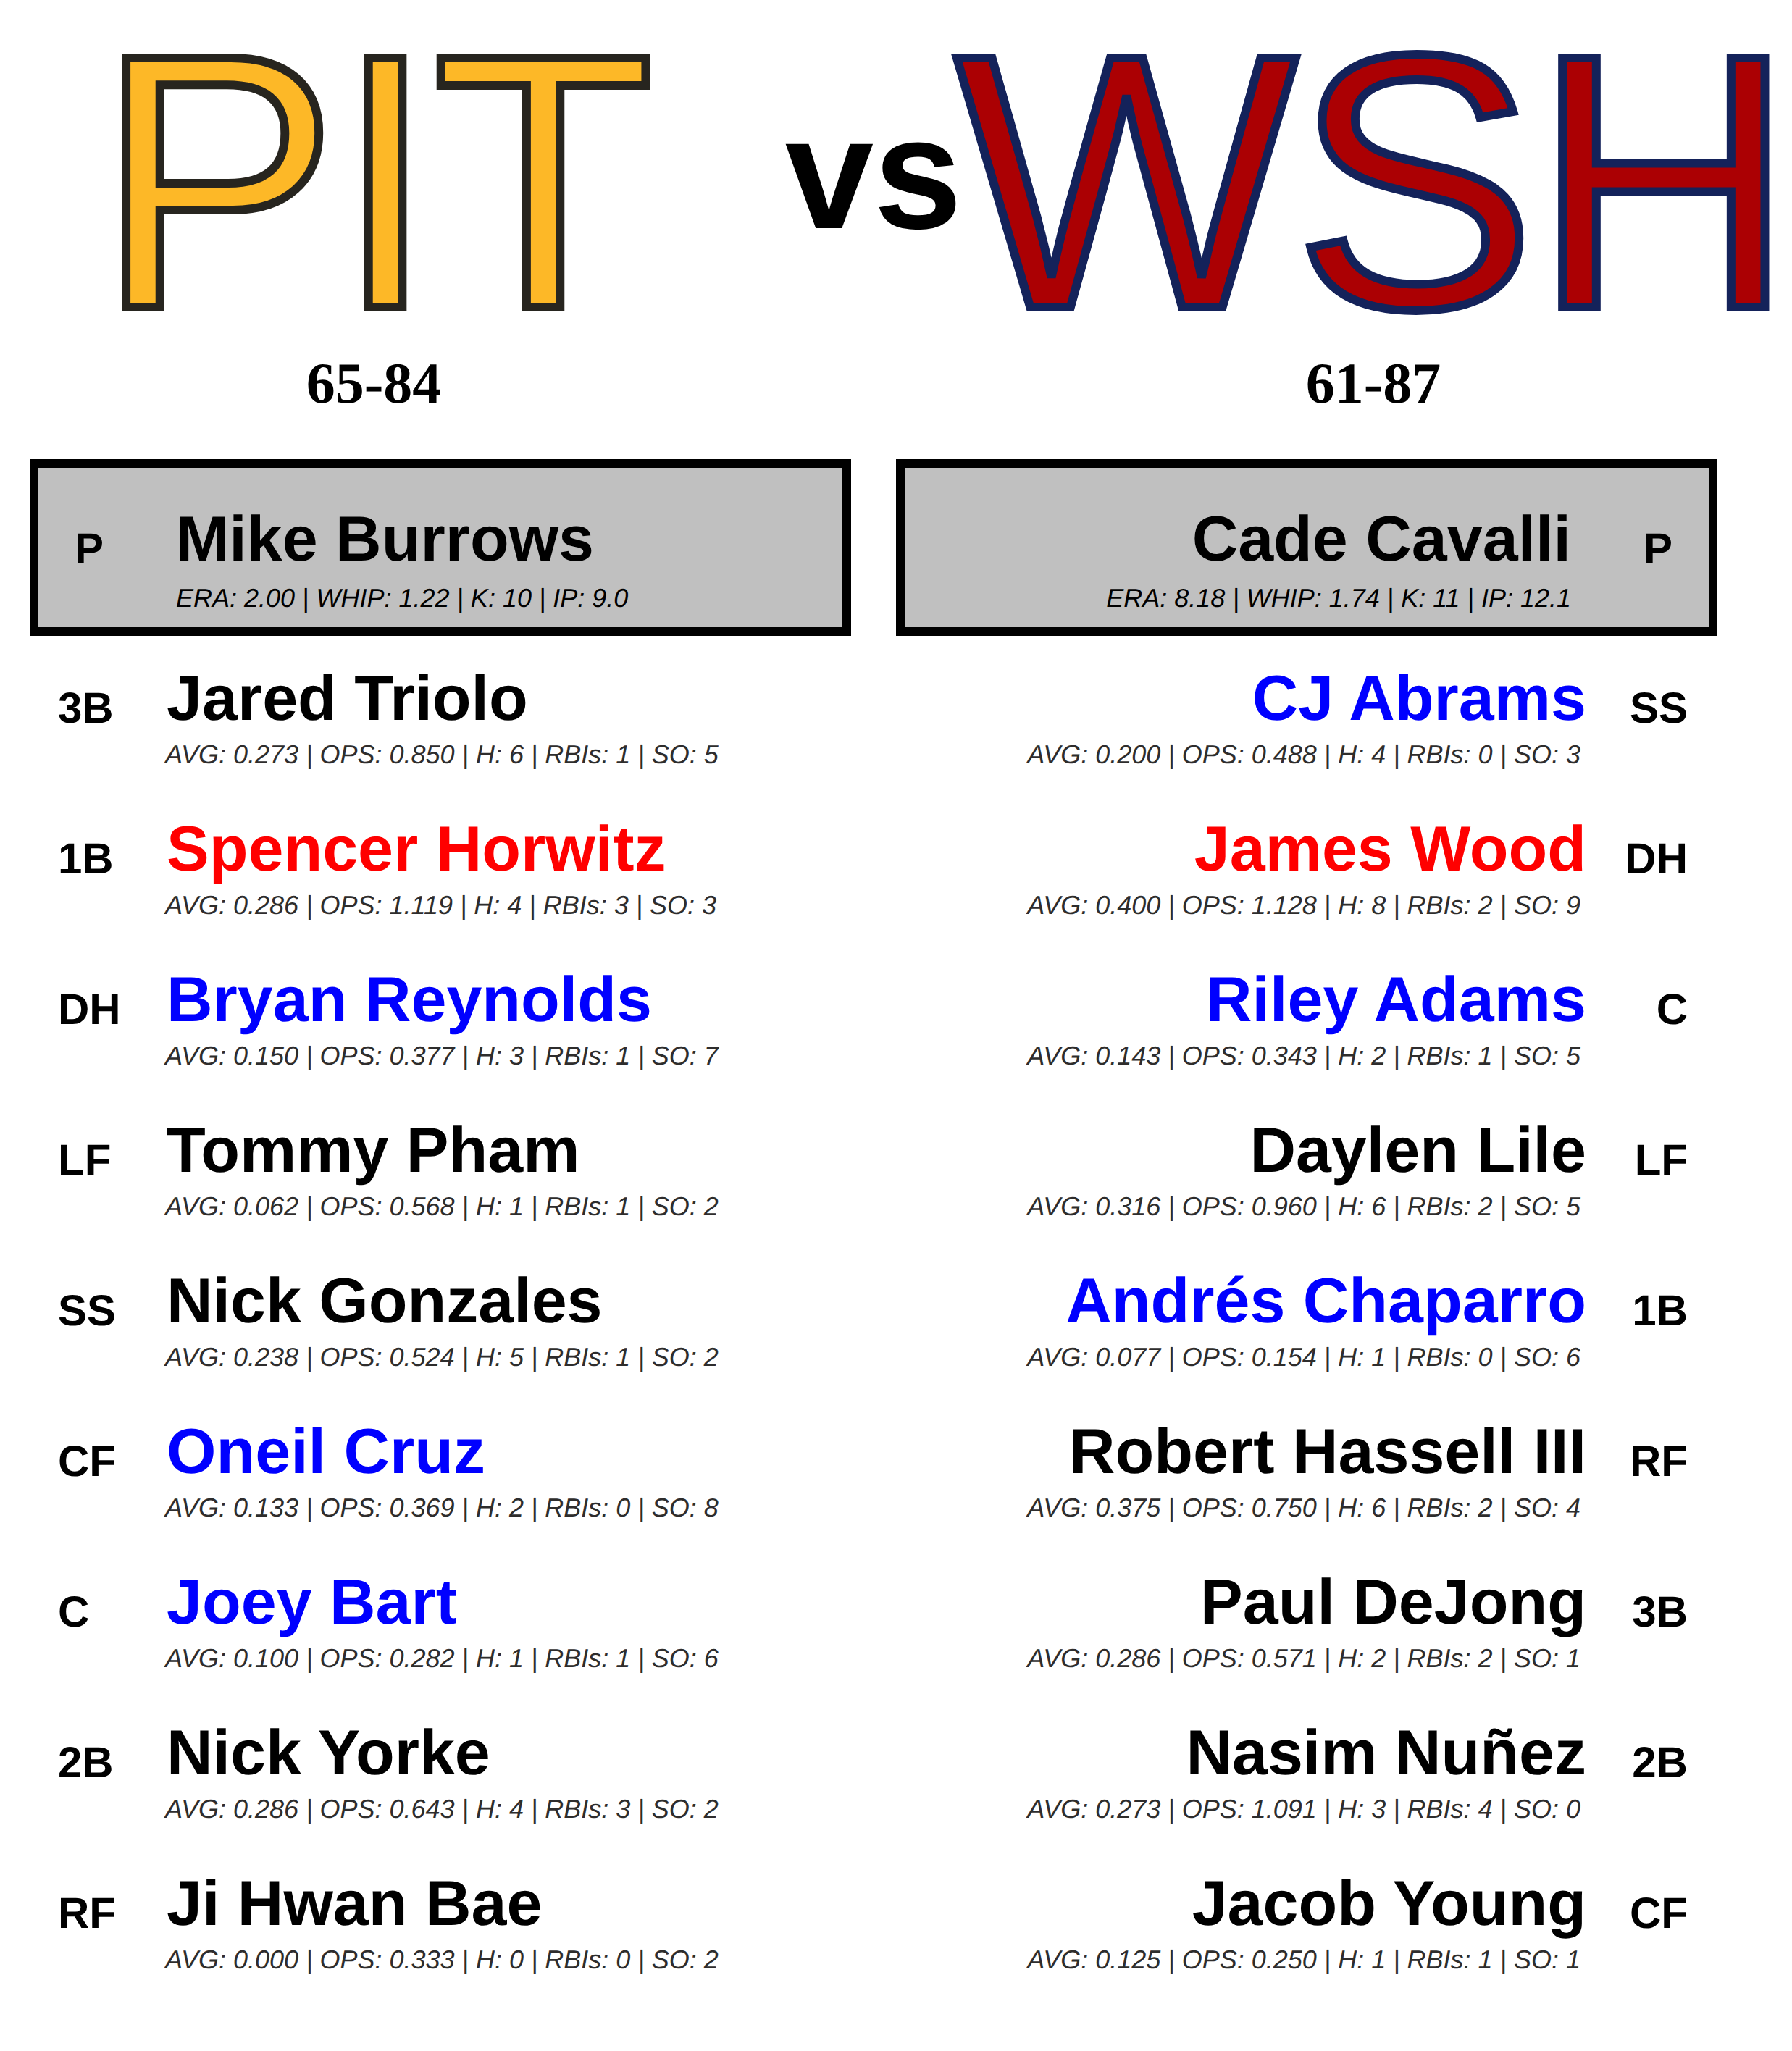 PIT vs WSH
65-84 61-87
P Mike Burrows
ERA: 2.00 | WHIP: 1.22 | K: 10 | IP: 9.0
Cade Cavalli P
ERA: 8.18 | WHIP: 1.74 | K: 11 | IP: 12.1
3B Jared Triolo
AVG: 0.273 | OPS: 0.850 | H: 6 | RBIs: 1 | SO: 5
1B Spencer Horwitz
AVG: 0.286 | OPS: 1.119 | H: 4 | RBIs: 3 | SO: 3
DH Bryan Reynolds
AVG: 0.150 | OPS: 0.377 | H: 3 | RBIs: 1 | SO: 7
LF Tommy Pham
AVG: 0.062 | OPS: 0.568 | H: 1 | RBIs: 1 | SO: 2
SS Nick Gonzales
AVG: 0.238 | OPS: 0.524 | H: 5 | RBIs: 1 | SO: 2
CF Oneil Cruz
AVG: 0.133 | OPS: 0.369 | H: 2 | RBIs: 0 | SO: 8
C Joey Bart
AVG: 0.100 | OPS: 0.282 | H: 1 | RBIs: 1 | SO: 6
2B Nick Yorke
AVG: 0.286 | OPS: 0.643 | H: 4 | RBIs: 3 | SO: 2
RF Ji Hwan Bae
AVG: 0.000 | OPS: 0.333 | H: 0 | RBIs: 0 | SO: 2
CJ Abrams SS
AVG: 0.200 | OPS: 0.488 | H: 4 | RBIs: 0 | SO: 3
James Wood DH
AVG: 0.400 | OPS: 1.128 | H: 8 | RBIs: 2 | SO: 9
Riley Adams C
AVG: 0.143 | OPS: 0.343 | H: 2 | RBIs: 1 | SO: 5
Daylen Lile LF
AVG: 0.316 | OPS: 0.960 | H: 6 | RBIs: 2 | SO: 5
Andrés Chaparro 1B
AVG: 0.077 | OPS: 0.154 | H: 1 | RBIs: 0 | SO: 6
Robert Hassell III RF
AVG: 0.375 | OPS: 0.750 | H: 6 | RBIs: 2 | SO: 4
Paul DeJong 3B
AVG: 0.286 | OPS: 0.571 | H: 2 | RBIs: 2 | SO: 1
Nasim Nuñez 2B
AVG: 0.273 | OPS: 1.091 | H: 3 | RBIs: 4 | SO: 0
Jacob Young CF
AVG: 0.125 | OPS: 0.250 | H: 1 | RBIs: 1 | SO: 1